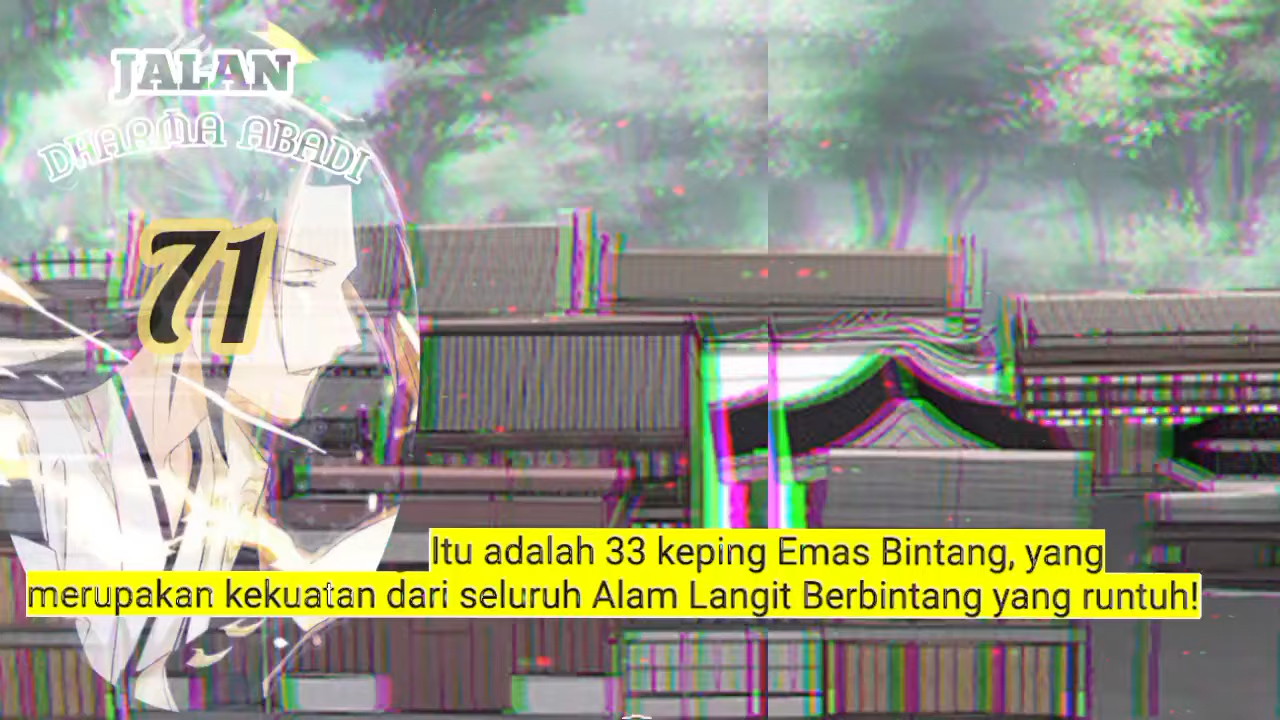 JALAN
DHARMA ABADI
71
Itu adalah 33 keping Emas Bintang, yang
merupakan kekuatan dari seluruh Alam Langit Berbintang yang runtuh!